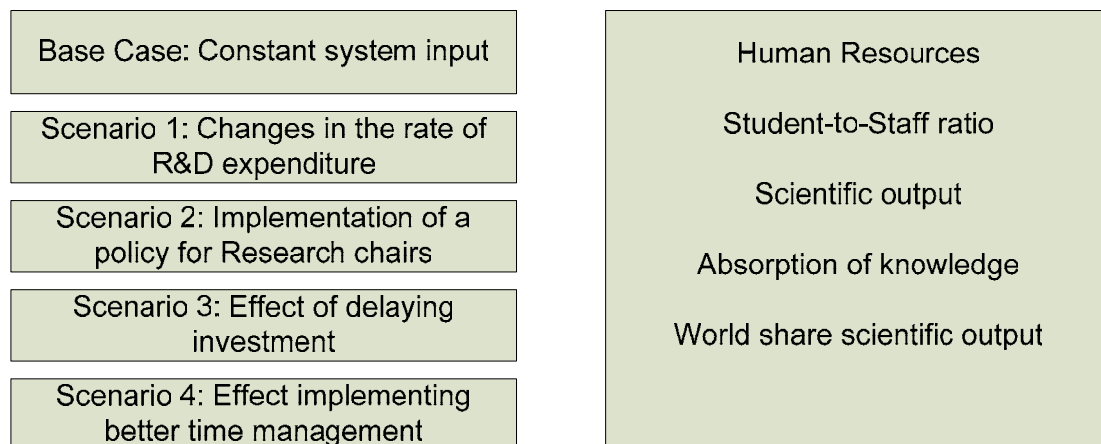 Base Case: Constant system input
Scenario 1: Changes in the rate of
R&D expenditure
Scenario 2: Implementation of a
policy for Research chairs
Scenario 3: Effect of delaying
investment
Scenario 4: Effect implementing
better time management
Human Resources
Student-to-Staff ratio
Scientific output
Absorption of knowledge
World share scientific output